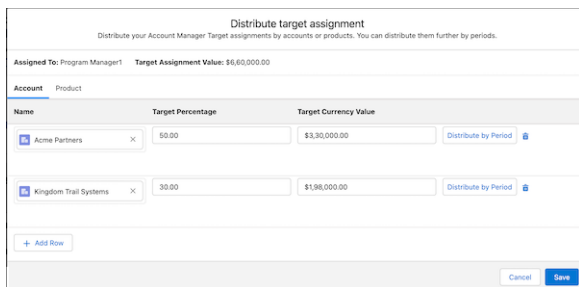 Distribute target assignment
Distribute your Account Manager Target assignments by accounts or products. You can distribute them further by periods.
Assigned To: Program Manager1 Target Assignment Value: $6,60,000.00
Account Product
Name Target Percentage Target Currency Value
Acme Partners × 50.00 $3,30,000.00 Distribute by Period
Kingdom Trail Systems × 30.00 $1,98,000.00 Distribute by Period
+ Add Row
Cancel Save